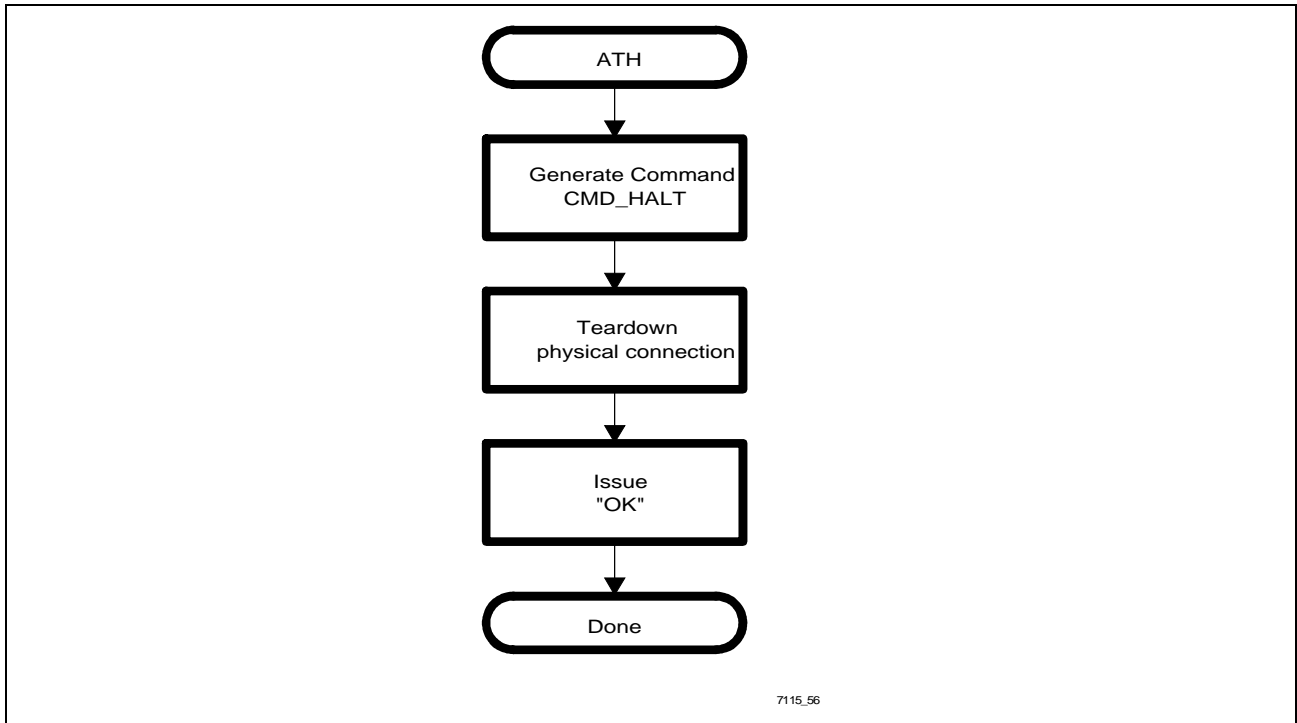 ATH
Generate Command
CMD_HALT
Teardown
physical connection
Issue
"OK"
Done
7115_56